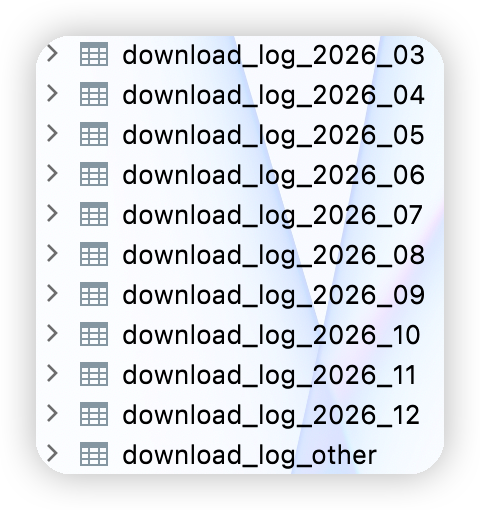 download_log_2026_03
download_log_2026_04
download_log_2026_05
download_log_2026_06
download_log_2026_07
download_log_2026_08
download_log_2026_09
download_log_2026_10
download_log_2026_11
download_log_2026_12
download_log_other